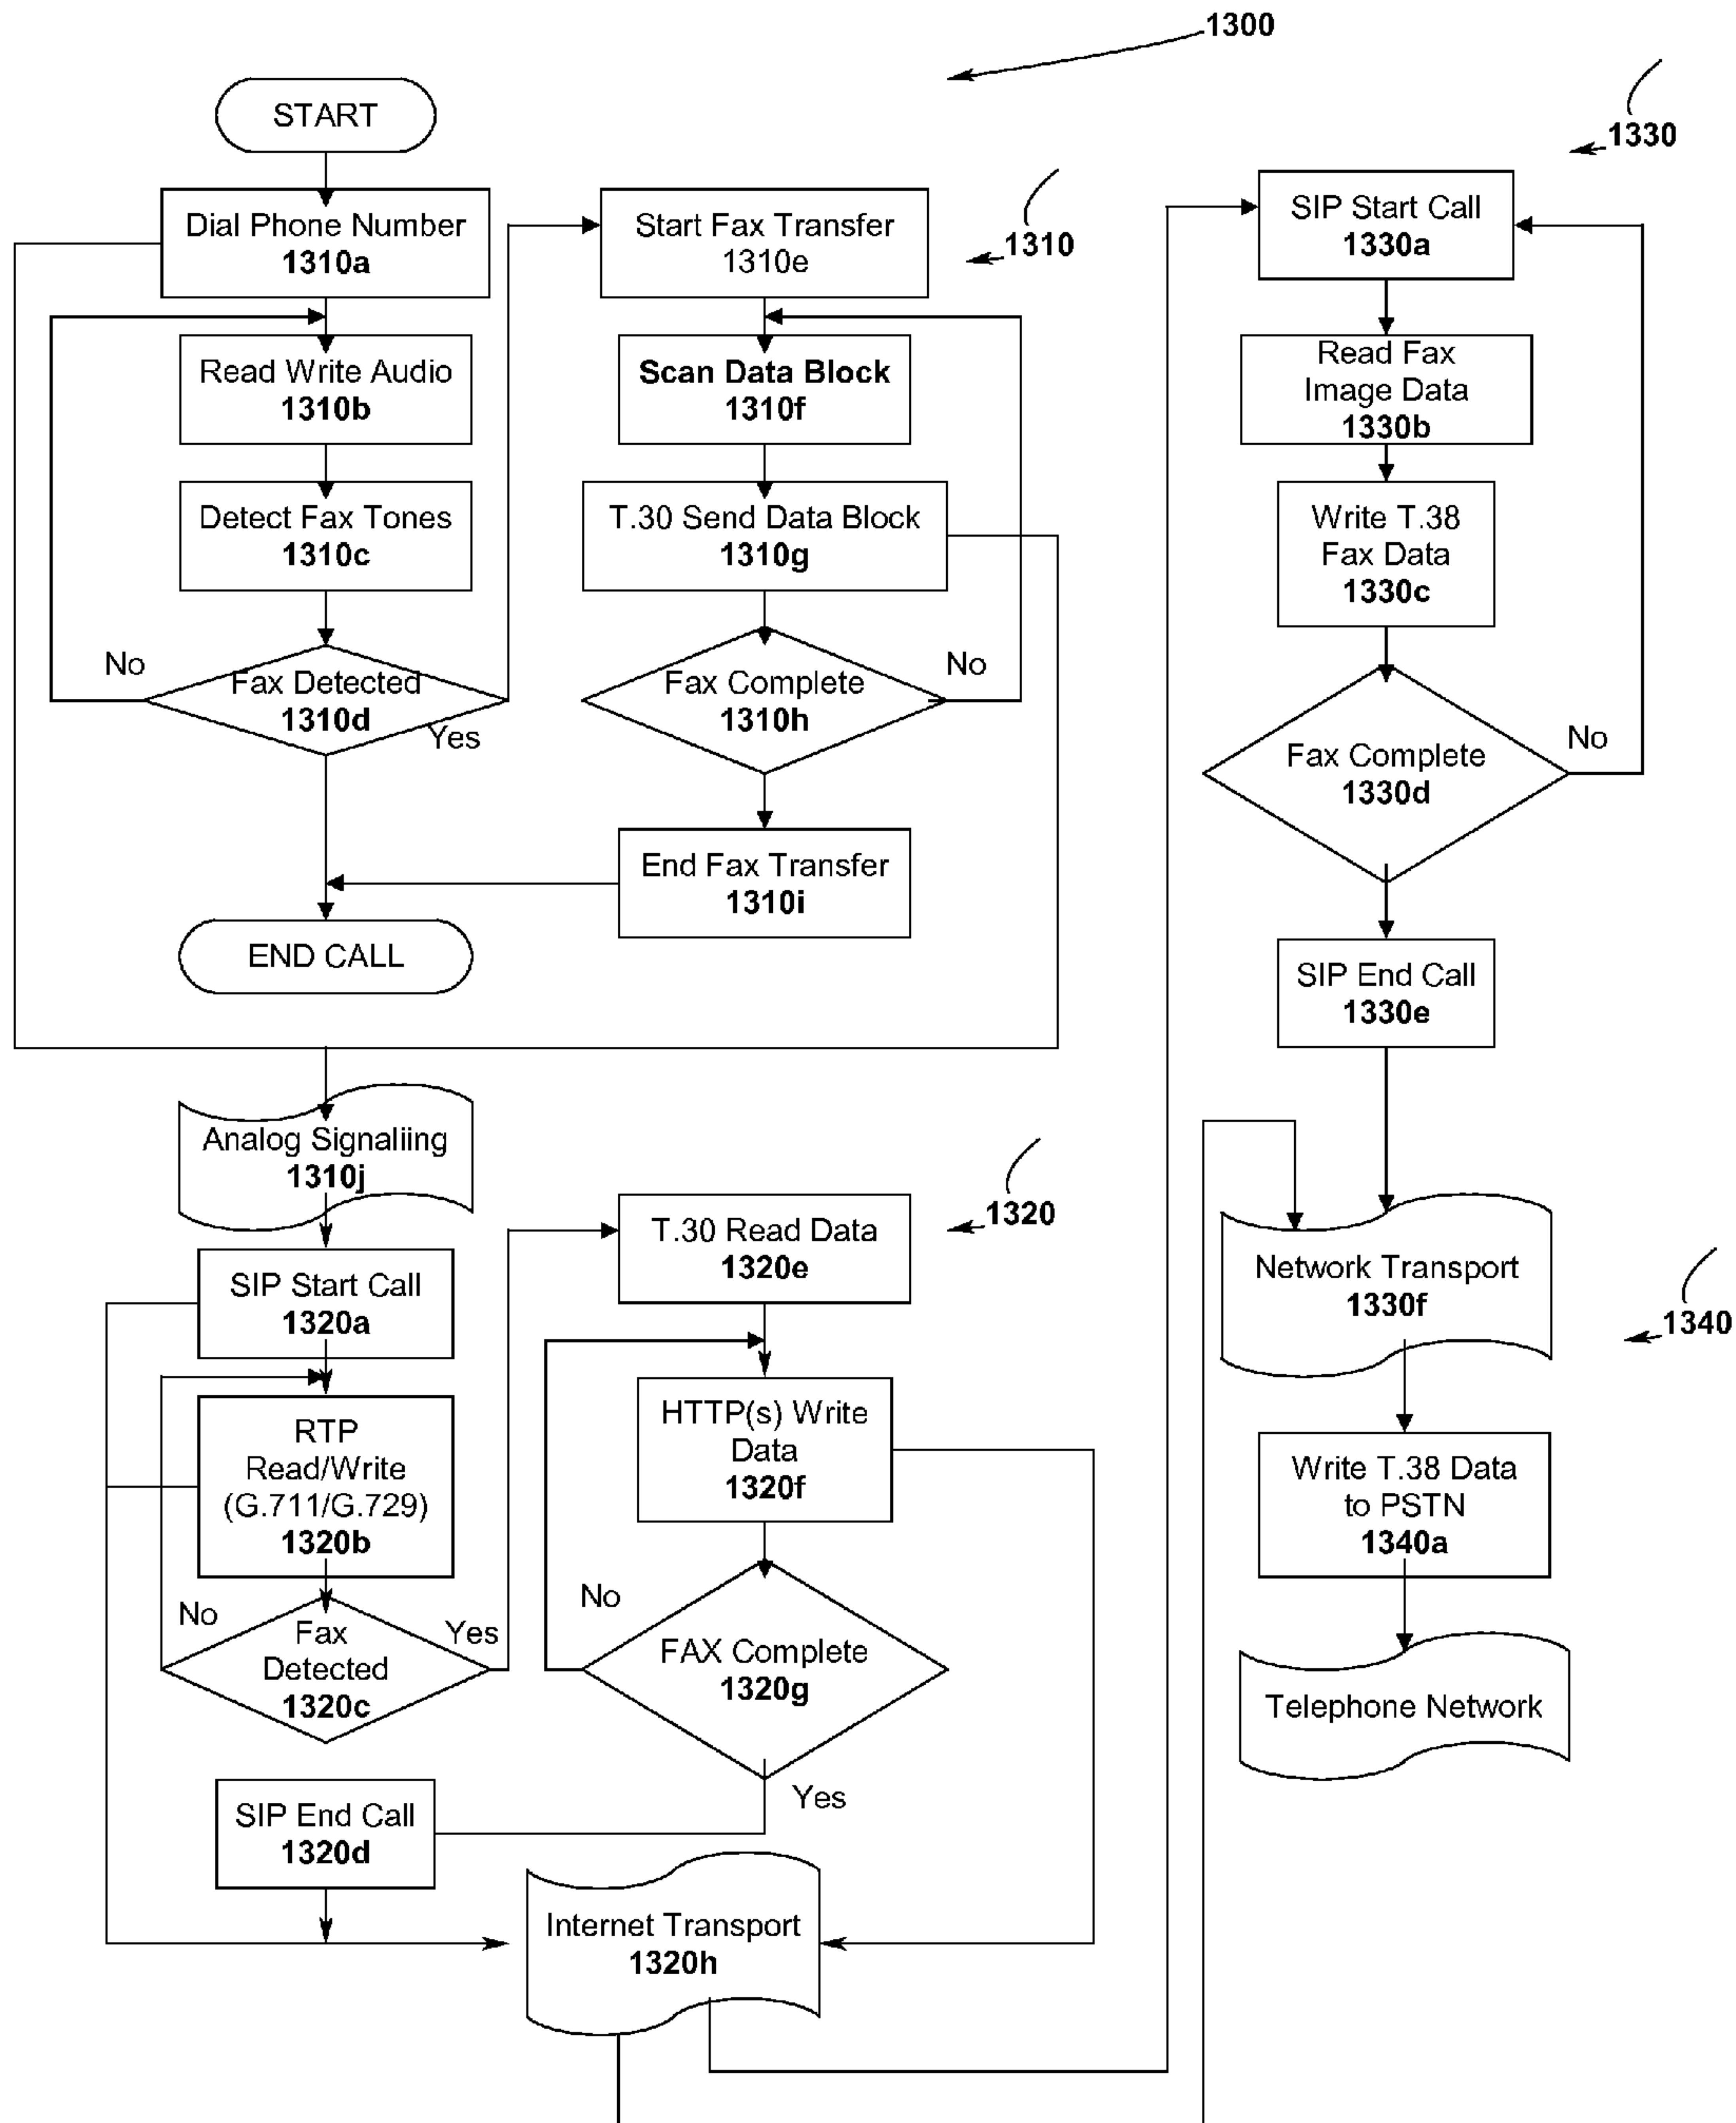 1300
START
Dial Phone Number
1310a
Read Write Audio
1310b
Detect Fax Tones
1310c
No
Fax Detected
1310d
Yes
END CALL
Start Fax Transfer
1310e
1310
Scan Data Block
1310f
T.30 Send Data Block
1310g
No
Fax Complete
1310h
End Fax Transfer
1310i
Analog Signaliing
1310j
SIP Start Call
1320a
RTP
Read/Write
(G.711/G.729)
1320b
No
Fax
Detected
1320c
Yes
SIP End Call
1320d
T.30 Read Data
1320e
1320
HTTP(s) Write
Data
1320f
No
FAX Complete
1320g
Yes
Internet Transport
1320h
1330
SIP Start Call
1330a
Read Fax
Image Data
1330b
Write T.38
Fax Data
1330c
Fax Complete
1330d
No
SIP End Call
1330e
Network Transport
1330f
1340
Write T.38 Data
to PSTN
1340a
Telephone Network